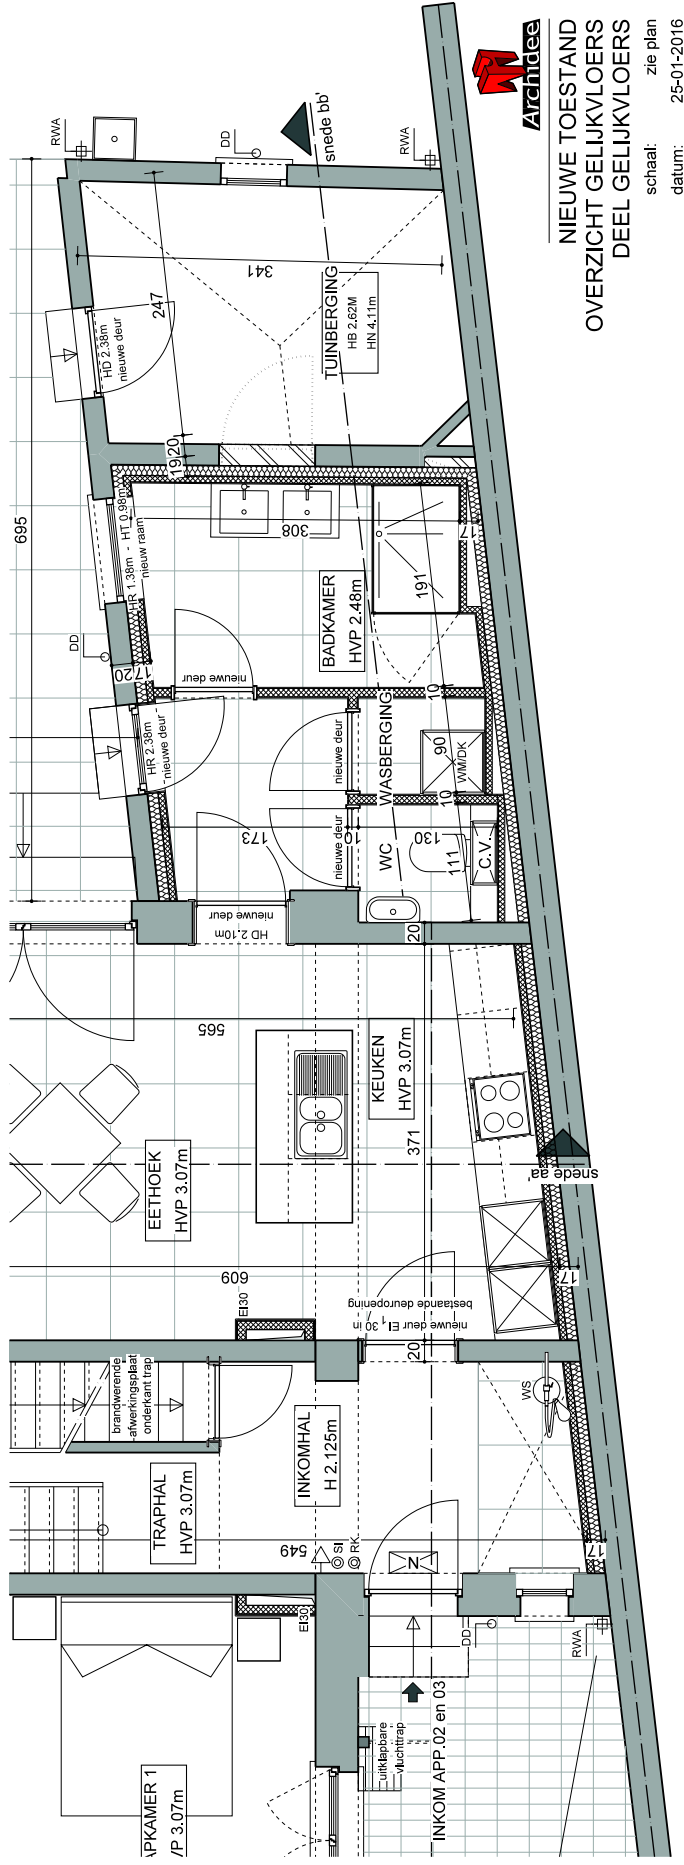 Archidee
NIEUWE TOESTAND
OVERZICHT GELIJKVLOERS
DEEL GELIJKVLOERS
schaal: zie plan
datum: 25-01-2016
RWA
DD
snede bb'
RWA
341
247
TUINBERGING
HB 2.62M
HN 4.11m
HD 2.38m
nieuwe deur
19 20
695
HR 1.38m - HT 0.98m
nieuw raam
308
17
191
BADKAMER
HVP 2.48m
DD
17 20
nieuwe deur
10
HR 2.38m
nieuwe deur
nieuwe deur
WASBERGING
90
WM/DK
10
173
nieuwe deur
10
WC
130
111
C.V.
HD 2.10m
nieuwe deur
20
565
KEUKEN
HVP 3.07m
371
EETHOEK
HVP 3.07m
snede aa'
609
17
EI30
nieuwe deur EI 1 30 in
bestaande deuropening
20
brandwerende
afwerkingsplaat
onderkant trap
WS
INKOMHAL
H 2.125m
TRAPHAL
HVP 3.07m
549
SI
RK
N
17
EI30
DD
RWA
uitklapbare
vluchttrap
INKOM APP.02 en 03
APKAMER 1
VP 3.07m